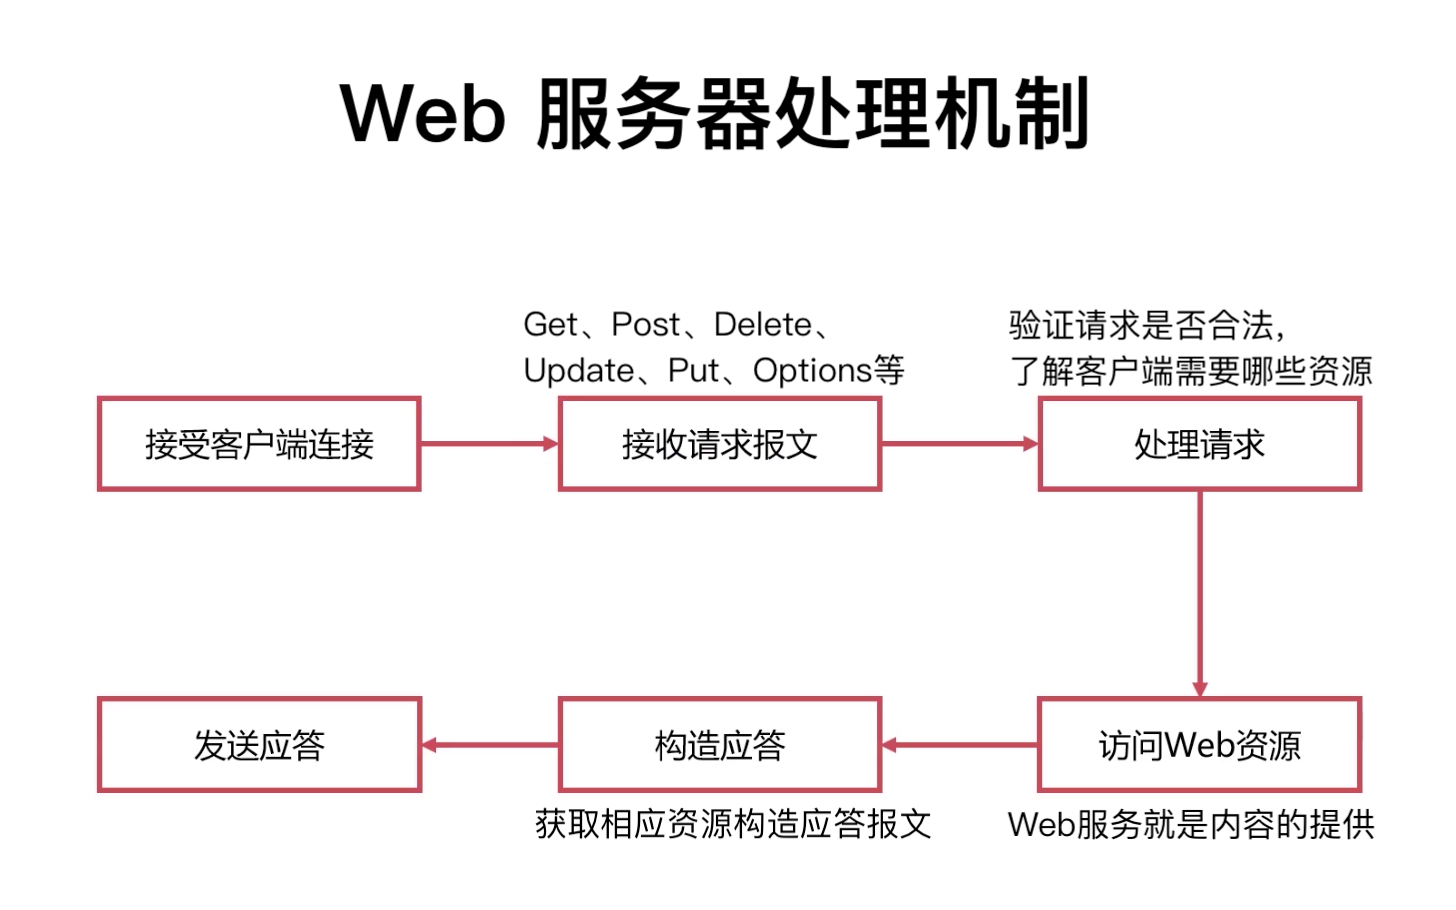 Web 服务器处理机制
Get、Post、Delete、
Update、Put、Options等
验证请求是否合法，
了解客户端需要哪些资源
接受客户端连接
接收请求报文
处理请求
发送应答
构造应答
访问Web资源
获取相应资源构造应答报文
Web服务就是内容的提供